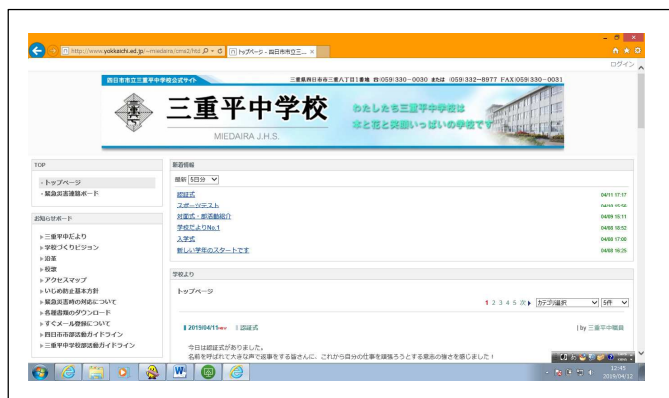 http://www.yokkaichi.ed.jp/~miedaira/cms2/htd
トップページ - 四日市市立三...
ログイン
四日市市立三重平中学校公式サイト
三重県四日市市三重八丁目1番地 ☎(059)330-0030 または (059)332-8977 FAX(059)330-0031
三重平中学校
MIEDAIRA J.H.S.
わたしたち三重平中学校は
本と花と笑顔いっぱいの学校です
TOP
トップページ
緊急災害連絡ボード
お知らせボード
三重平中だより
学校づくりビジョン
沿革
校歌
アクセスマップ
いじめ防止基本方針
緊急災害時の対応について
各種書類のダウンロード
すぐメール登録について
四日市市部活動ガイドライン
三重平中学校部活動ガイドライン
新着情報
最新 5日分
認証式 04/11 17:17
スポーツテスト 04/10 15:56
対面式・部活動紹介 04/09 16:11
学校だよりNo.1 04/08 18:52
入学式 04/08 17:00
新しい学年のスタートです 04/08 16:25
学校より
トップページ
1 2 3 4 5 次 カテゴリ選択 5件
2019/04/11 認証式 | by 三重平中職員
今日は認証式がありました。
名前を呼ばれて大きな声で返事をする皆さんに、これから自分の仕事を頑張ろうとする意志の強さを感じました！
12:45
2019/04/12